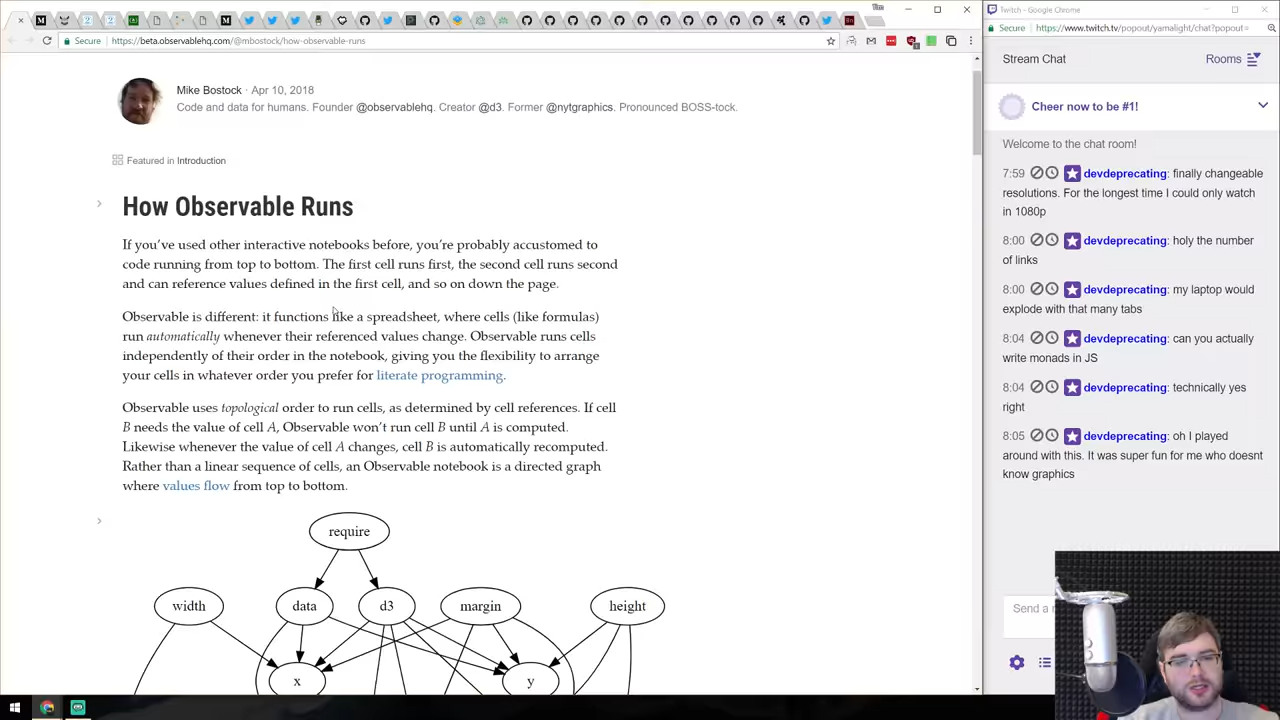 Tim
Secure
https://beta.observablehq.com/@mbostock/how-observable-runs
Mike Bostock · Apr 10, 2018
Code and data for humans. Founder @observablehq. Creator @d3. Former @nytgraphics. Pronounced BOSS-tock.
Featured in Introduction
How Observable Runs
If you've used other interactive notebooks before, you're probably accustomed to
code running from top to bottom. The first cell runs first, the second cell runs second
and can reference values defined in the first cell, and so on down the page.
Observable is different: it functions like a spreadsheet, where cells (like formulas)
run automatically whenever their referenced values change. Observable runs cells
independently of their order in the notebook, giving you the flexibility to arrange
your cells in whatever order you prefer for literate programming.
Observable uses topological order to run cells, as determined by cell references. If cell
B needs the value of cell A, Observable won't run cell B until A is computed.
Likewise whenever the value of cell A changes, cell B is automatically recomputed.
Rather than a linear sequence of cells, an Observable notebook is a directed graph
where values flow from top to bottom.
require
width
data
d3
margin
height
x
y
Twitch - Google Chrome
Secure
https://www.twitch.tv/popout/yamalight/chat?popout=
Stream Chat
Rooms
Cheer now to be #1!
Welcome to the chat room!
7:59 devdeprecating: finally changeable
resolutions. For the longest time I could only watch
in 1080p
8:00 devdeprecating: holy the number
of links
8:00 devdeprecating: my laptop would
explode with that many tabs
8:04 devdeprecating: can you actually
write monads in JS
8:04 devdeprecating: technically yes
right
8:05 devdeprecating: oh I played
around with this. It was super fun for me who doesnt
know graphics
Send a